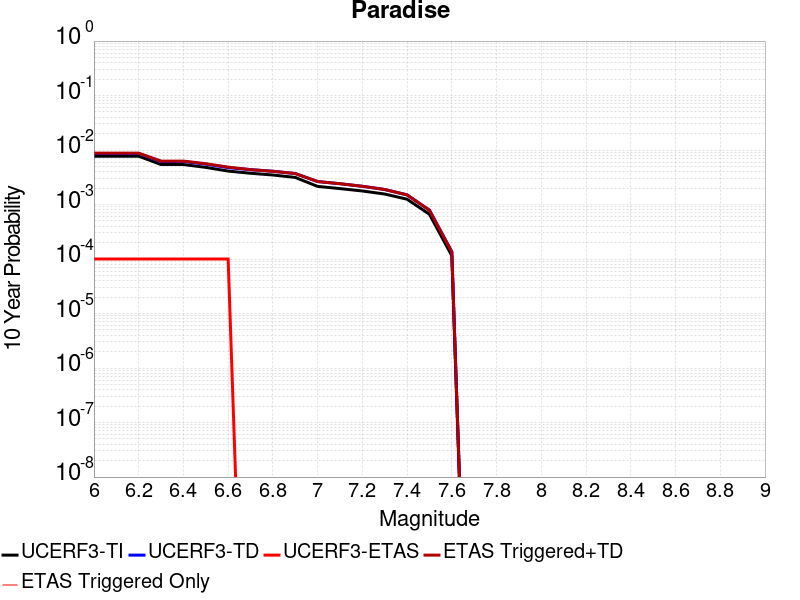 Paradise
10 Year Probability
10^0
10^-1
10^-2
10^-3
10^-4
10^-5
10^-6
10^-7
10^-8
6 6.2 6.4 6.6 6.8 7 7.2 7.4 7.6 7.8 8 8.2 8.4 8.6 8.8 9
Magnitude
UCERF3-TI UCERF3-TD UCERF3-ETAS ETAS Triggered+TD
ETAS Triggered Only